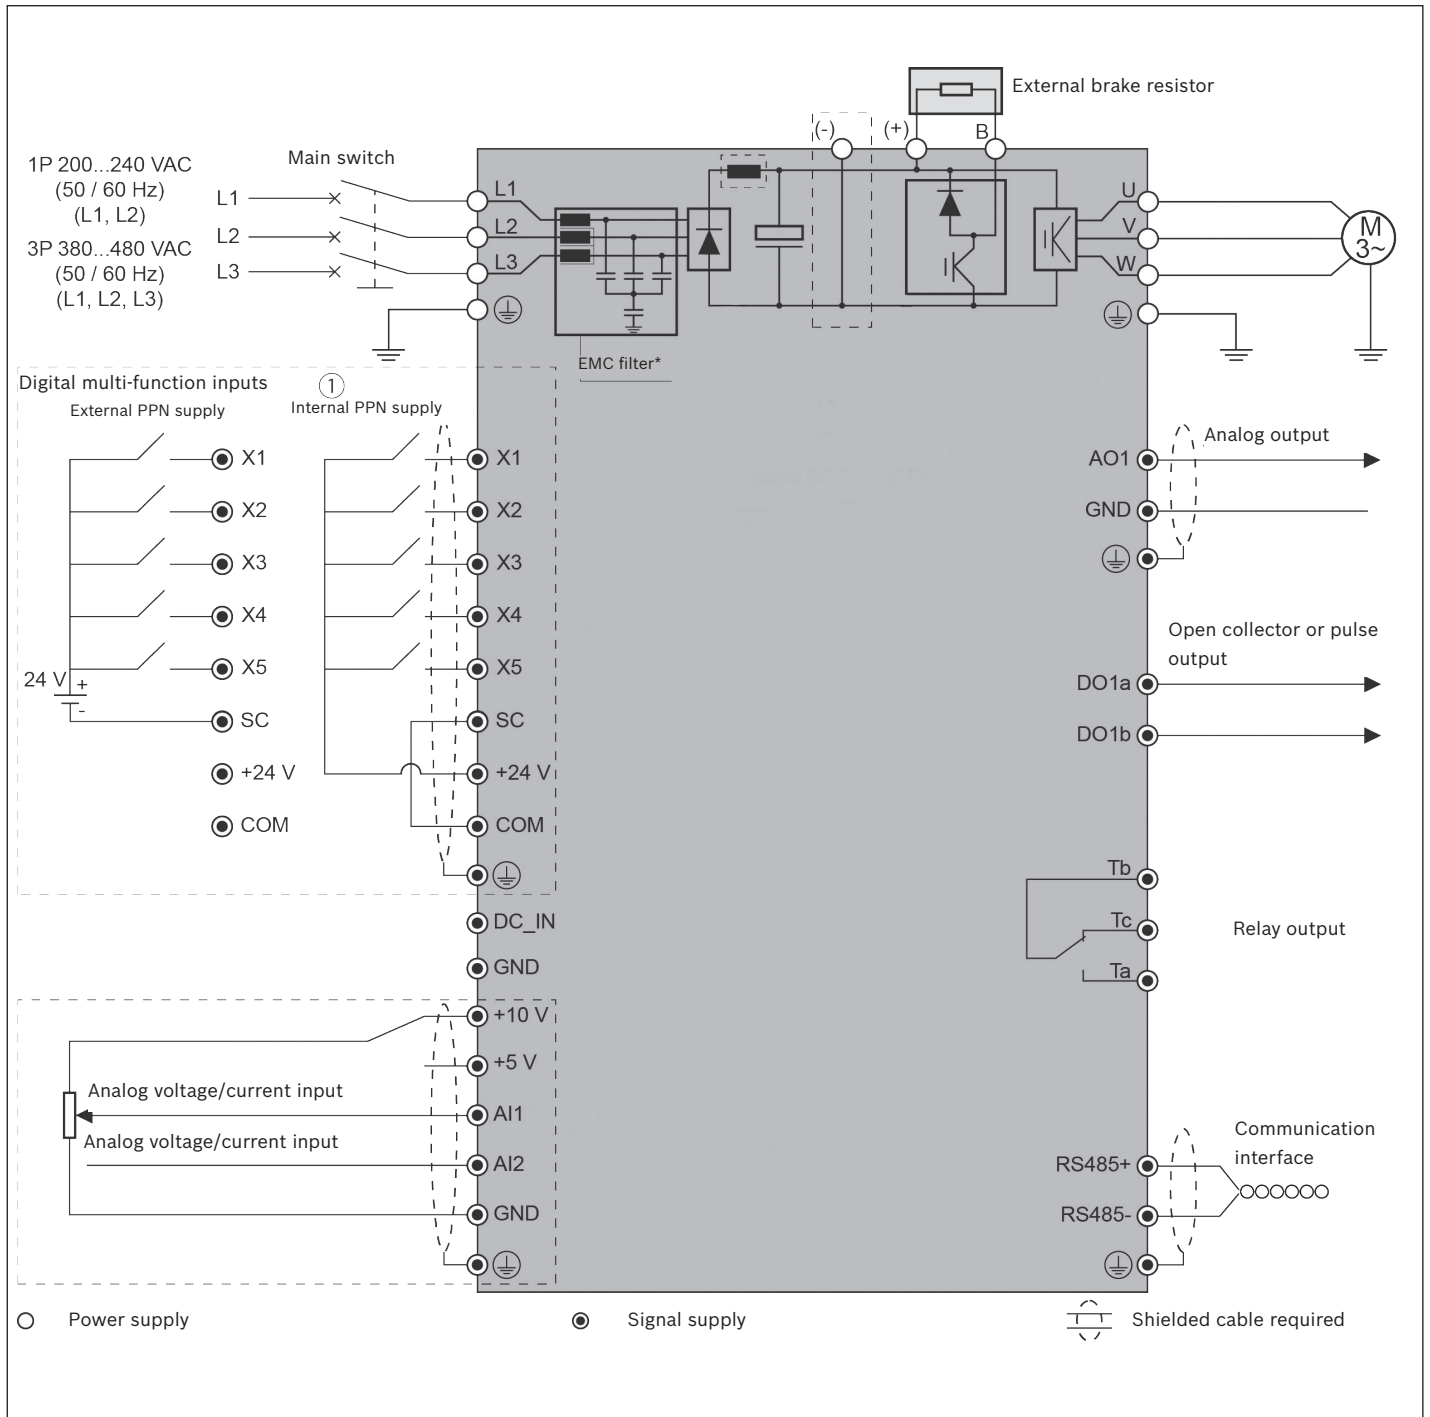 External brake resistor
(-)
(+)
B
1P 200...240 VAC
(50 / 60 Hz)
(L1, L2)
3P 380...480 VAC
(50 / 60 Hz)
(L1, L2, L3)
Main switch
L1
L2
L3
L1
L2
L3
U
V
W
M
3~
EMC filter*
Digital multi-function inputs
External PPN supply
1
Internal PPN supply
X1
X2
X3
X4
X5
24 V
+
-
SC
+24 V
COM
X1
X2
X3
X4
X5
SC
+24 V
COM
DC_IN
GND
+10 V
+5 V
Analog voltage/current input
AI1
Analog voltage/current input
AI2
GND
AO1
Analog output
GND
Open collector or pulse
output
DO1a
DO1b
Tb
Tc
Ta
Relay output
Communication
interface
RS485+
RS485-
Power supply
Signal supply
Shielded cable required